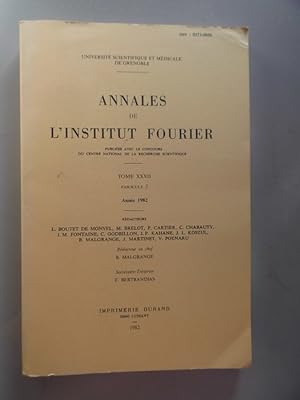 UNIVERSITÉ SCIENTIFIQUE ET MÉDICALE
DE GRENOBLE
ANNALES
DE
L'INSTITUT FOURIER
PUBLIÉES AVEC LE CONCOURS
DU CENTRE NATIONAL DE LA RECHERCHE SCIENTIFIQUE
TOME XXXII
FASCICULE 2
Année 1982
RÉDACTEURS
L. BOUTET DE MONVEL, M. BRELOT, P. CARTIER, C. CHABAUTY,
J. M. FONTAINE, C. GODBILLON, J. P. KAHANE, J. L. KOSZUL,
B. MALGRANGE, J. MARTINET, V. POENARU
Rédacteur en chef
B. MALGRANGE
Secrétaire
F. BERTRANDIAS
IMPRIMERIE DURAND
28600 LUISANT
1982